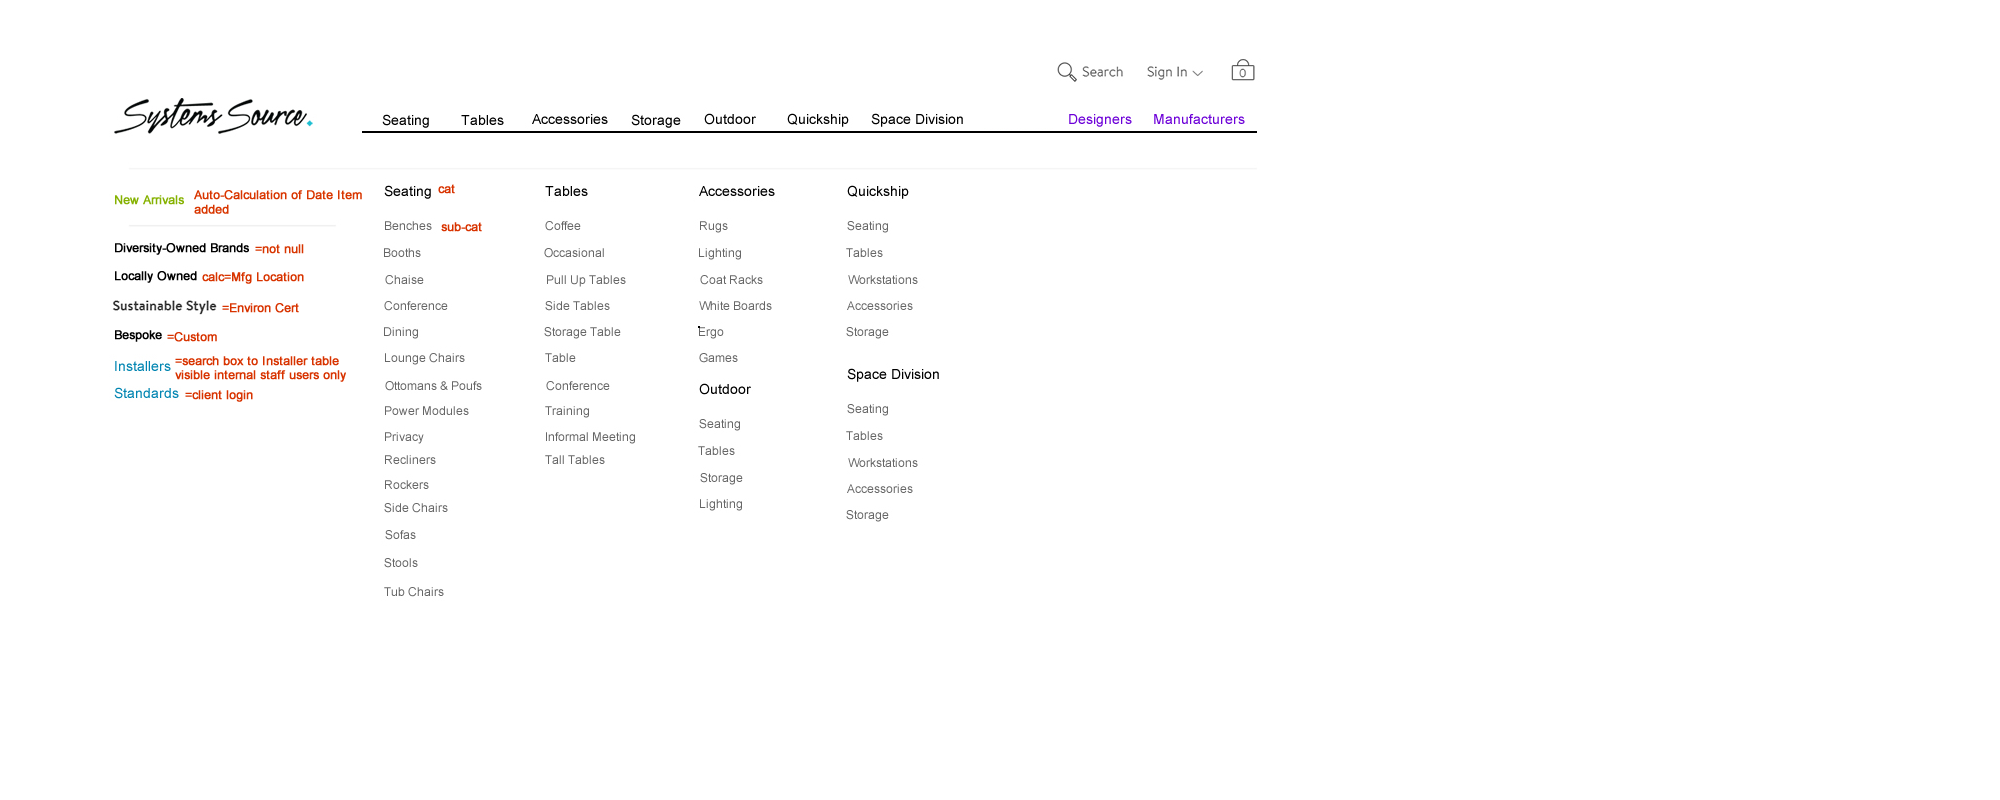 Search Sign In 0
Systems Source.
Seating Tables Accessories Storage Outdoor Quickship Space Division Designers Manufacturers
New Arrivals Auto-Calculation of Date Item
added
Diversity-Owned Brands =not null
Locally Owned calc=Mfg Location
Sustainable Style =Environ Cert
Bespoke =Custom
Installers =search box to Installer table
visible internal staff users only
Standards =client login
Seating cat
Benches sub-cat
Booths
Chaise
Conference
Dining
Lounge Chairs
Ottomans & Poufs
Power Modules
Privacy
Recliners
Rockers
Side Chairs
Sofas
Stools
Tub Chairs
Tables
Coffee
Occasional
Pull Up Tables
Side Tables
Storage Table
Table
Conference
Training
Informal Meeting
Tall Tables
Accessories
Rugs
Lighting
Coat Racks
White Boards
Ergo
Games
Outdoor
Seating
Tables
Storage
Lighting
Quickship
Seating
Tables
Workstations
Accessories
Storage
Space Division
Seating
Tables
Workstations
Accessories
Storage